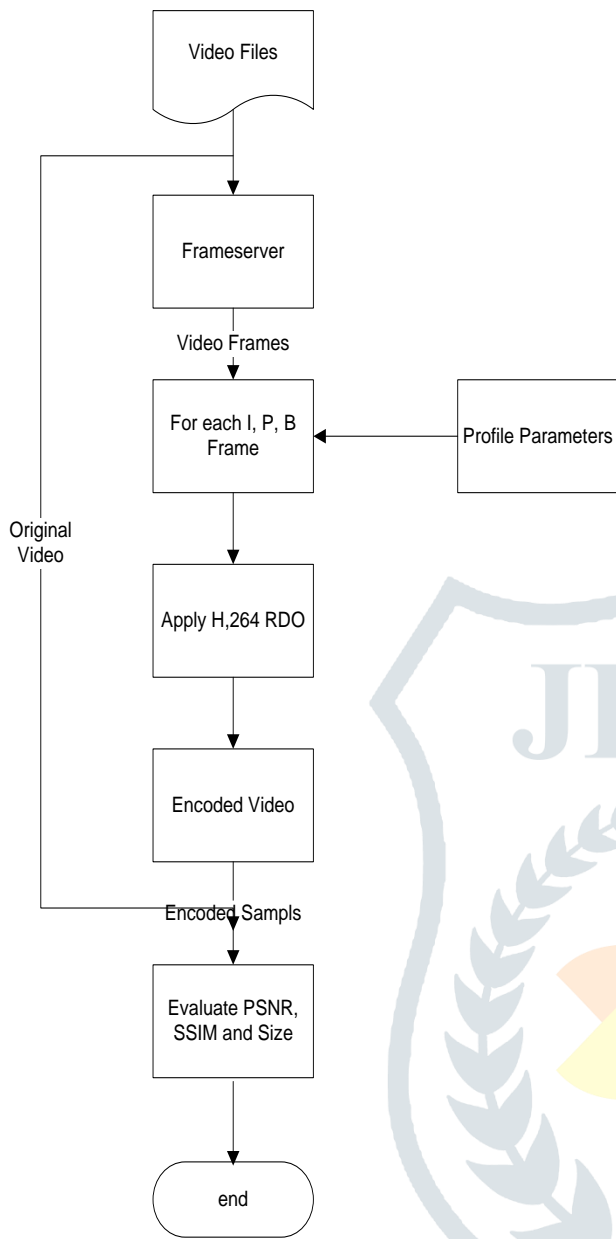 Video Files
Frameserver
Video Frames
For each I, P, B
Frame
Profile Parameters
Original
Video
Apply H,264 RDO
Encoded Video
Encoded Sampls
Evaluate PSNR,
SSIM and Size
end